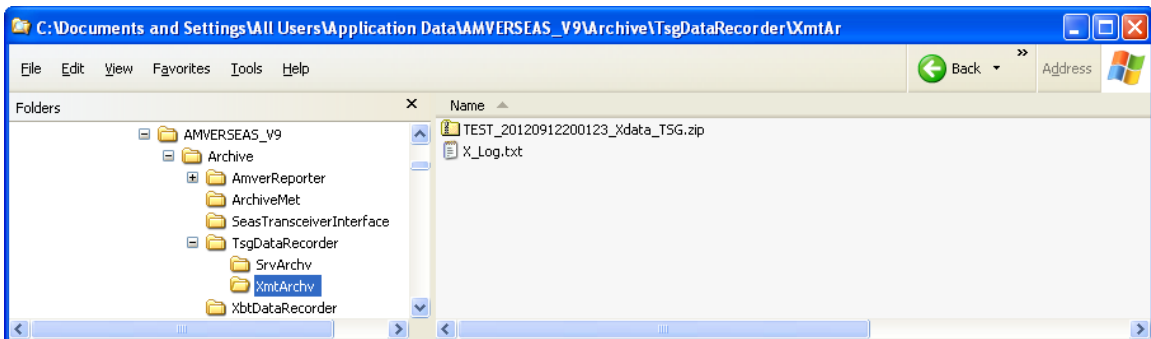 C:\Documents and Settings\All Users\Application Data\AMVERSEAS_V9\Archive\TsgDataRecorder\XmtAr
File Edit View Favorites Tools Help Back » Address
Folders × Name
AMVERSEAS_V9
Archive
AmverReporter
ArchiveMet
SeasTransceiverInterface
TsgDataRecorder
SrvArchv
XmtArchv
XbtDataRecorder
TEST_20120912200123_Xdata_TSG.zip
X_Log.txt